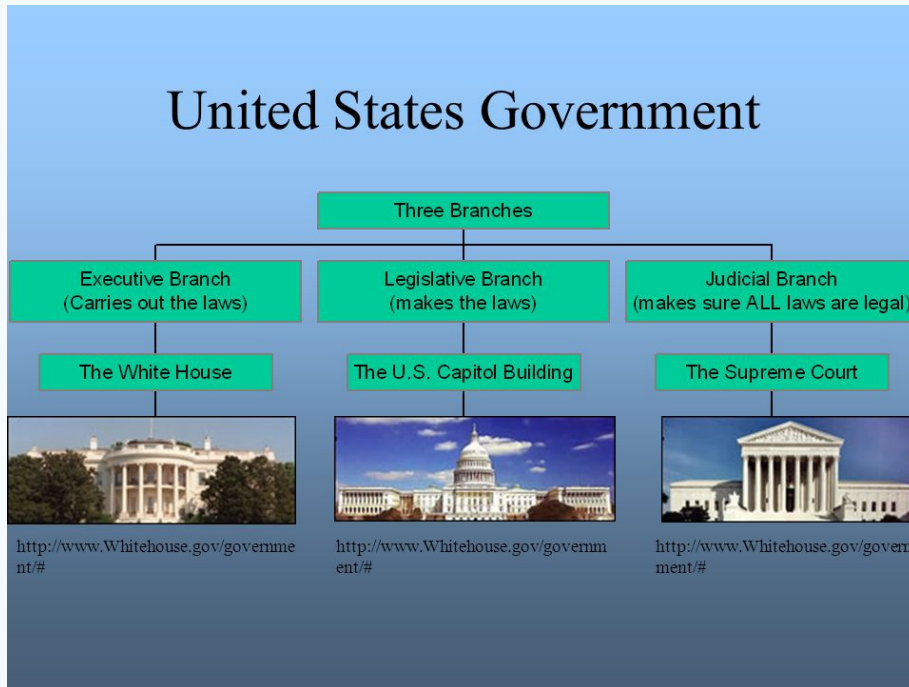 United States Government
Three Branches
Executive Branch
(Carries out the laws)
Legislative Branch
(makes the laws)
Judicial Branch
(makes sure ALL laws are legal)
The White House
The U.S. Capitol Building
The Supreme Court
http://www.Whitehouse.gov/governme
nt/#
http://www.Whitehouse.gov/governm
ent/#
http://www.Whitehouse.gov/govern
ment/#